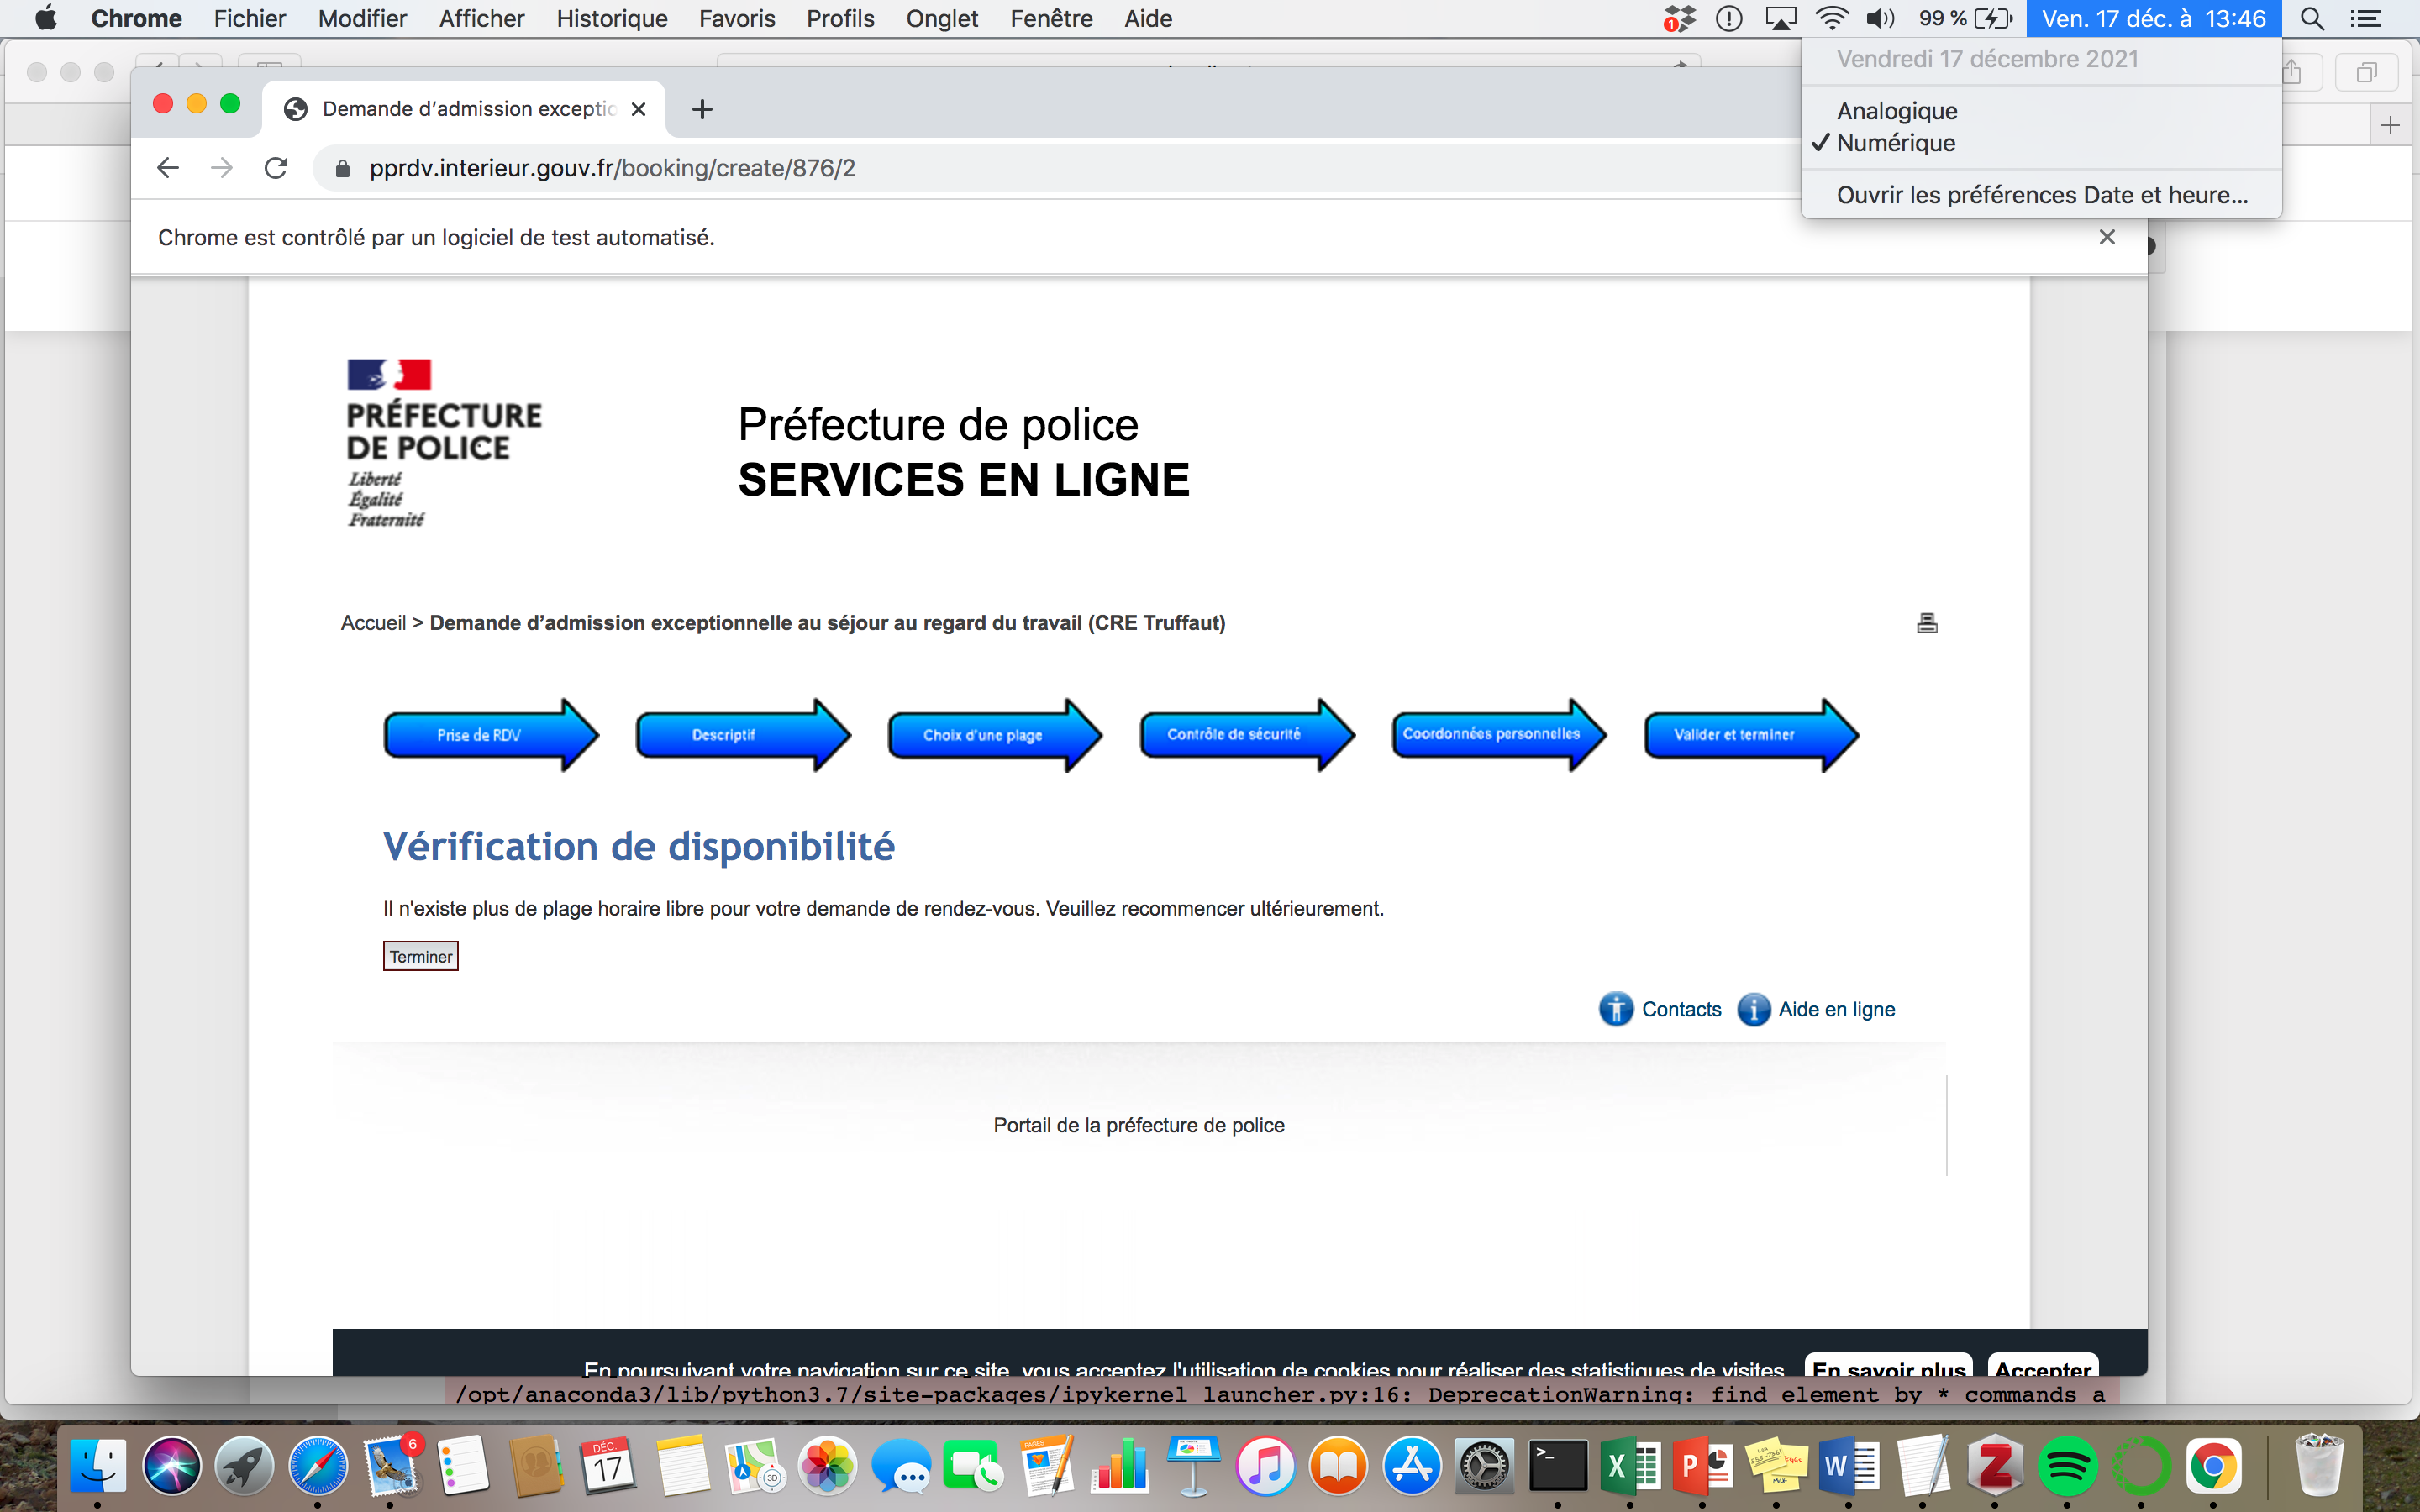 Chrome Fichier Modifier Afficher Historique Favoris Profils Onglet Fenêtre Aide 1 99 % Ven. 17 déc. à 13:46
Vendredi 17 décembre 2021
Analogique
✓ Numérique
Ouvrir les préférences Date et heure...
Demande d'admission exceptio
pprdv.interieur.gouv.fr/booking/create/876/2
Chrome est contrôlé par un logiciel de test automatisé.
PRÉFECTURE
DE POLICE
Liberté
Égalité
Fraternité
Préfecture de police
SERVICES EN LIGNE
Accueil > Demande d'admission exceptionnelle au séjour au regard du travail (CRE Truffaut)
Prise de RDV Descriptif Choix d'une plage Contrôle de sécurité Coordonnées personnelles Valider et terminer
Vérification de disponibilité
Il n'existe plus de plage horaire libre pour votre demande de rendez-vous. Veuillez recommencer ultérieurement.
Terminer
Contacts Aide en ligne
Portail de la préfecture de police
En poursuivant votre navigation sur ce site, vous acceptez l'utilisation de cookies pour réaliser des statistiques de visites En savoir plus Accepter
/opt/anaconda3/lib/python3.7/site-packages/ipykernel_launcher.py:16: DeprecationWarning: find_element_by_* commands a
6
DÉC.
17
3D
PAGES
>_
X
P
W
Z